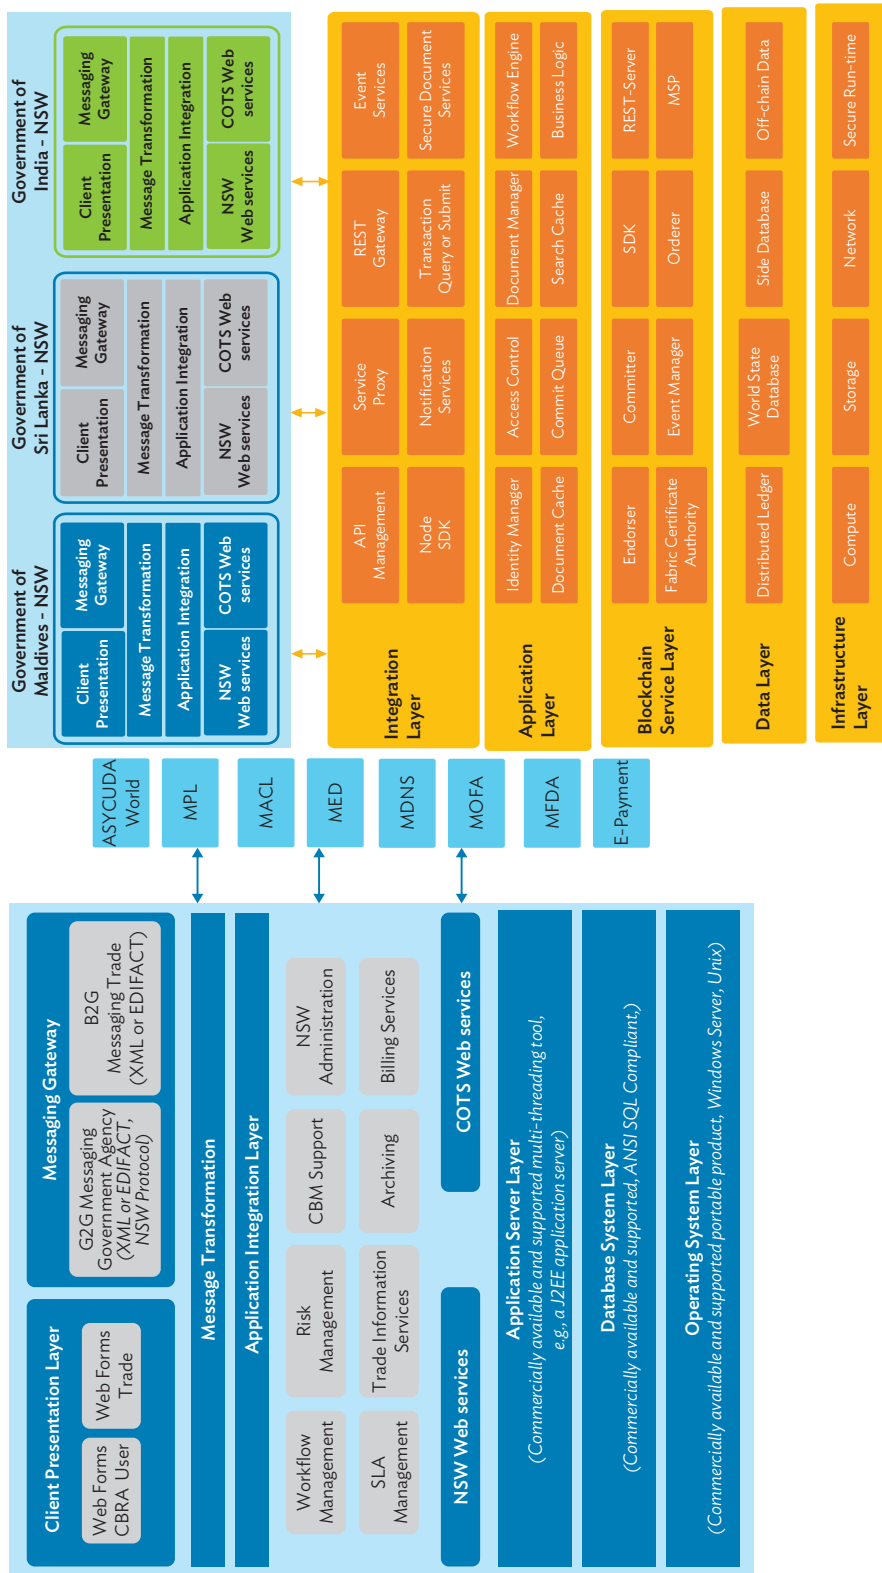 Client Presentation Layer
Web Forms
CBRA User
Web Forms
Trade
Messaging Gateway
G2G Messaging
Government Agency
(XML or EDIFACT,
NSW Protocol)
B2G
Messaging Trade
(XML or EDIFACT)
Message Transformation
Application Integration Layer
Workflow
Management
Risk
Management
CBM Support
NSW
Administration
SLA
Management
Trade Information
Services
Archiving
Billing Services
NSW Web services
COTS Web services
Application Server Layer
(Commercially available and supported multi-threading tool,
e.g., a J2EE application server)
Database System Layer
(Commercially available and supported, ANSI SQL Compliant,)
Operating System Layer
(Commercially available and supported portable product, Windows Server, Unix)
ASYCUDA
World
MPL
MACL
MED
MDNS
MOFA
MFDA
E-Payment
Government of
Maldives - NSW
Client
Presentation
Messaging
Gateway
Message Transformation
Application Integration
NSW
Web services
COTS Web
services
Government of
Sri Lanka - NSW
Client
Presentation
Messaging
Gateway
Message Transformation
Application Integration
NSW
Web services
COTS Web
services
Government of
India - NSW
Client
Presentation
Messaging
Gateway
Message Transformation
Application Integration
NSW
Web services
COTS Web
services
Integration
Layer
API
Management
Service
Proxy
REST
Gateway
Event
Services
Node
SDK
Notification
Services
Transaction
Query or Submit
Secure Document
Services
Application
Layer
Identity Manager
Access Control
Document Manager
Workflow Engine
Document Cache
Commit Queue
Search Cache
Business Logic
Blockchain
Service Layer
Endorser
Committer
SDK
REST-Server
Fabric Certificate
Authority
Event Manager
Orderer
MSP
Data Layer
Distributed Ledger
World State
Database
Side Database
Off-chain Data
Infrastructure
Layer
Compute
Storage
Network
Secure Run-time